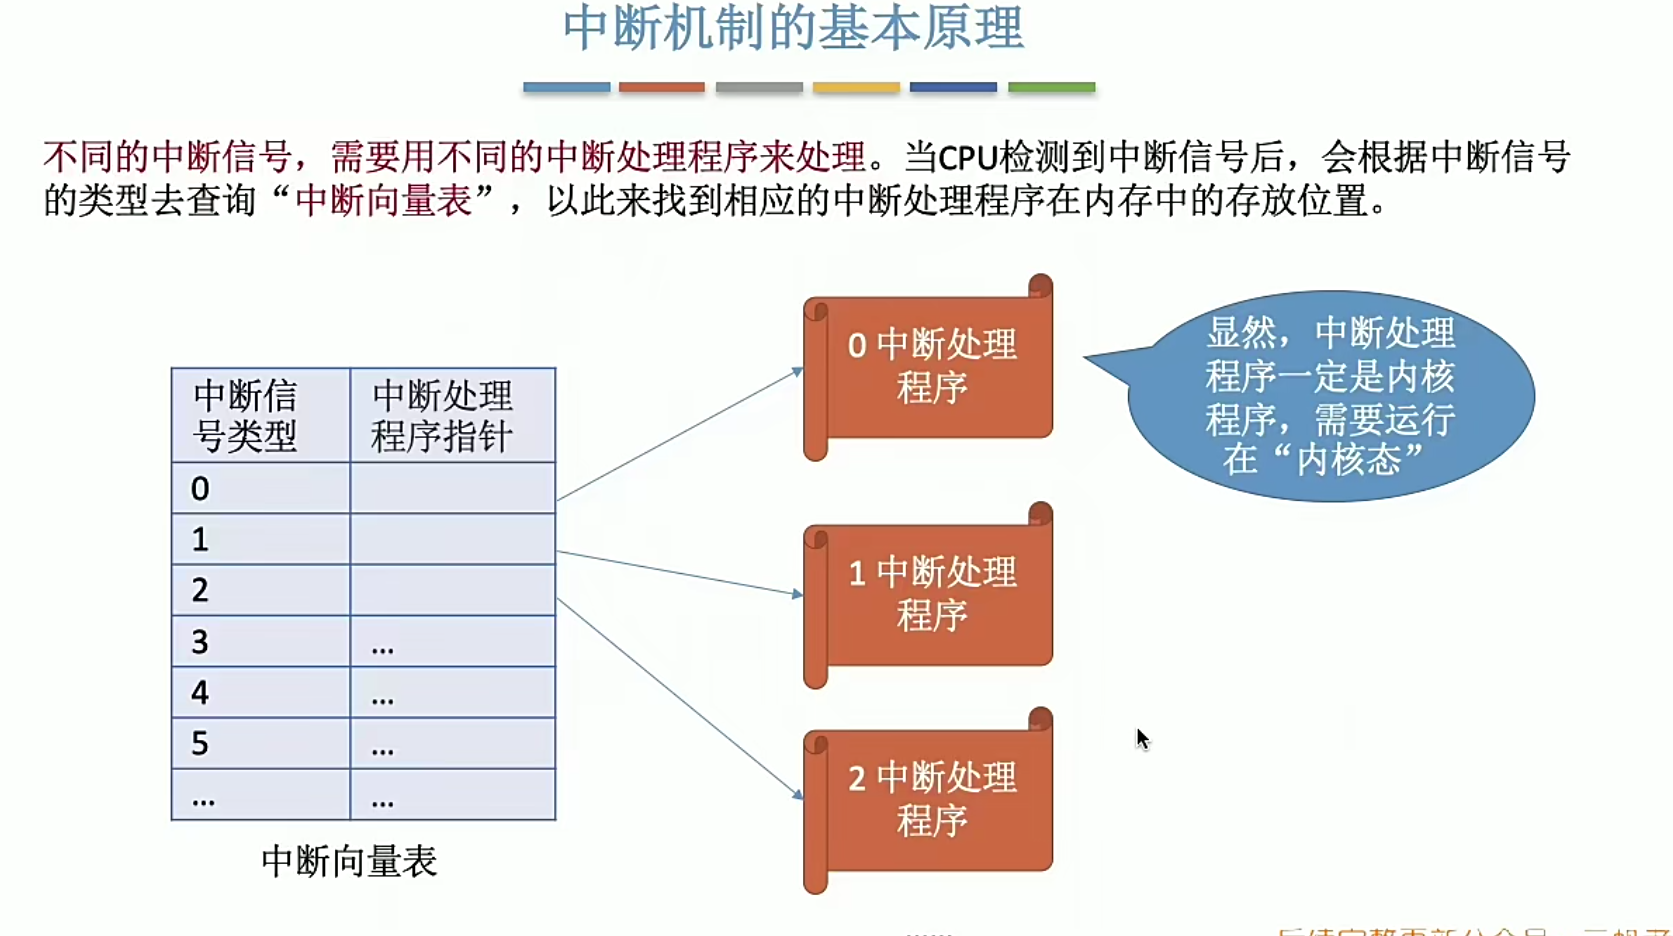 中断机制的基本原理
不同的中断信号，需要用不同的中断处理程序来处理。当CPU检测到中断信号后，会根据中断信号
的类型去查询“中断向量表”，以此来找到相应的中断处理程序在内存中的存放位置。
中断信
号类型
中断处理
程序指针
0
1
2
3
...
4
...
5
...
...
...
中断向量表
0 中断处理
程序
1 中断处理
程序
2 中断处理
程序
显然，中断处理
程序一定是内核
程序，需要运行
在“内核态”
......